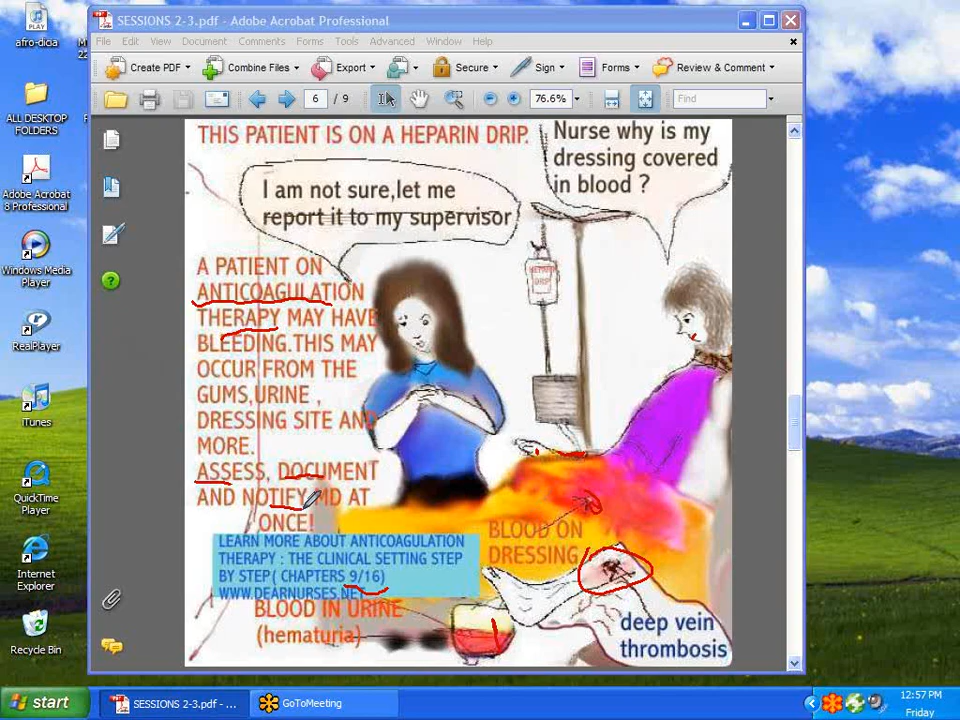 SESSIONS 2-3.pdf - Adobe Acrobat Professional
File Edit View Document Comments Forms Tools Advanced Window Help
Create PDF Combine Files Export Secure Sign Forms Review & Comment
6 / 9 76.6% Find
afro-dicia
ALL DESKTOP
FOLDERS
Adobe Acrobat
8 Professional
Windows Media
Player
RealPlayer
iTunes
QuickTime
Player
Internet
Explorer
Recycle Bin
THIS PATIENT IS ON A HEPARIN DRIP.
Nurse why is my
dressing covered
in blood ?
I am not sure,let me
report it to my supervisor
A PATIENT ON
ANTICOAGULATION
THERAPY MAY HAVE
BLEEDING.THIS MAY
OCCUR FROM THE
GUMS,URINE ,
DRESSING SITE AND
MORE.
ASSESS, DOCUMENT
AND NOTIFY MD AT
ONCE!
LEARN MORE ABOUT ANTICOAGULATION
THERAPY : THE CLINICAL SETTING STEP
BY STEP( CHAPTERS 9/16)
WWW.DEARNURSES.NET
BLOOD IN URINE
(hematuria)
BLOOD ON
DRESSING
deep vein
thrombosis
start
SESSIONS 2-3.pdf - ...
GoToMeeting
12:57 PM
Friday